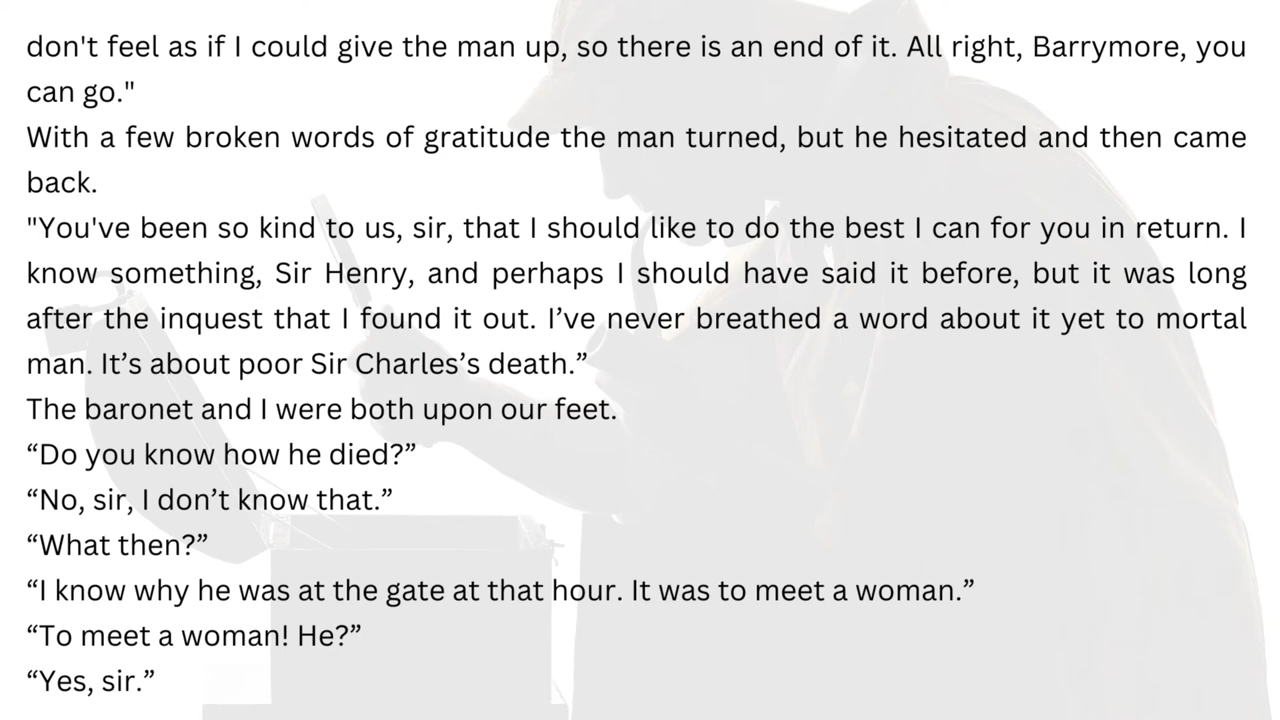 don't feel as if I could give the man up, so there is an end of it. All right, Barrymore, you
can go."
With a few broken words of gratitude the man turned, but he hesitated and then came
back.
"You've been so kind to us, sir, that I should like to do the best I can for you in return. I
know something, Sir Henry, and perhaps I should have said it before, but it was long
after the inquest that I found it out. I’ve never breathed a word about it yet to mortal
man. It’s about poor Sir Charles’s death.”
The baronet and I were both upon our feet.
“Do you know how he died?”
“No, sir, I don’t know that.”
“What then?”
“I know why he was at the gate at that hour. It was to meet a woman.”
“To meet a woman! He?”
“Yes, sir.”